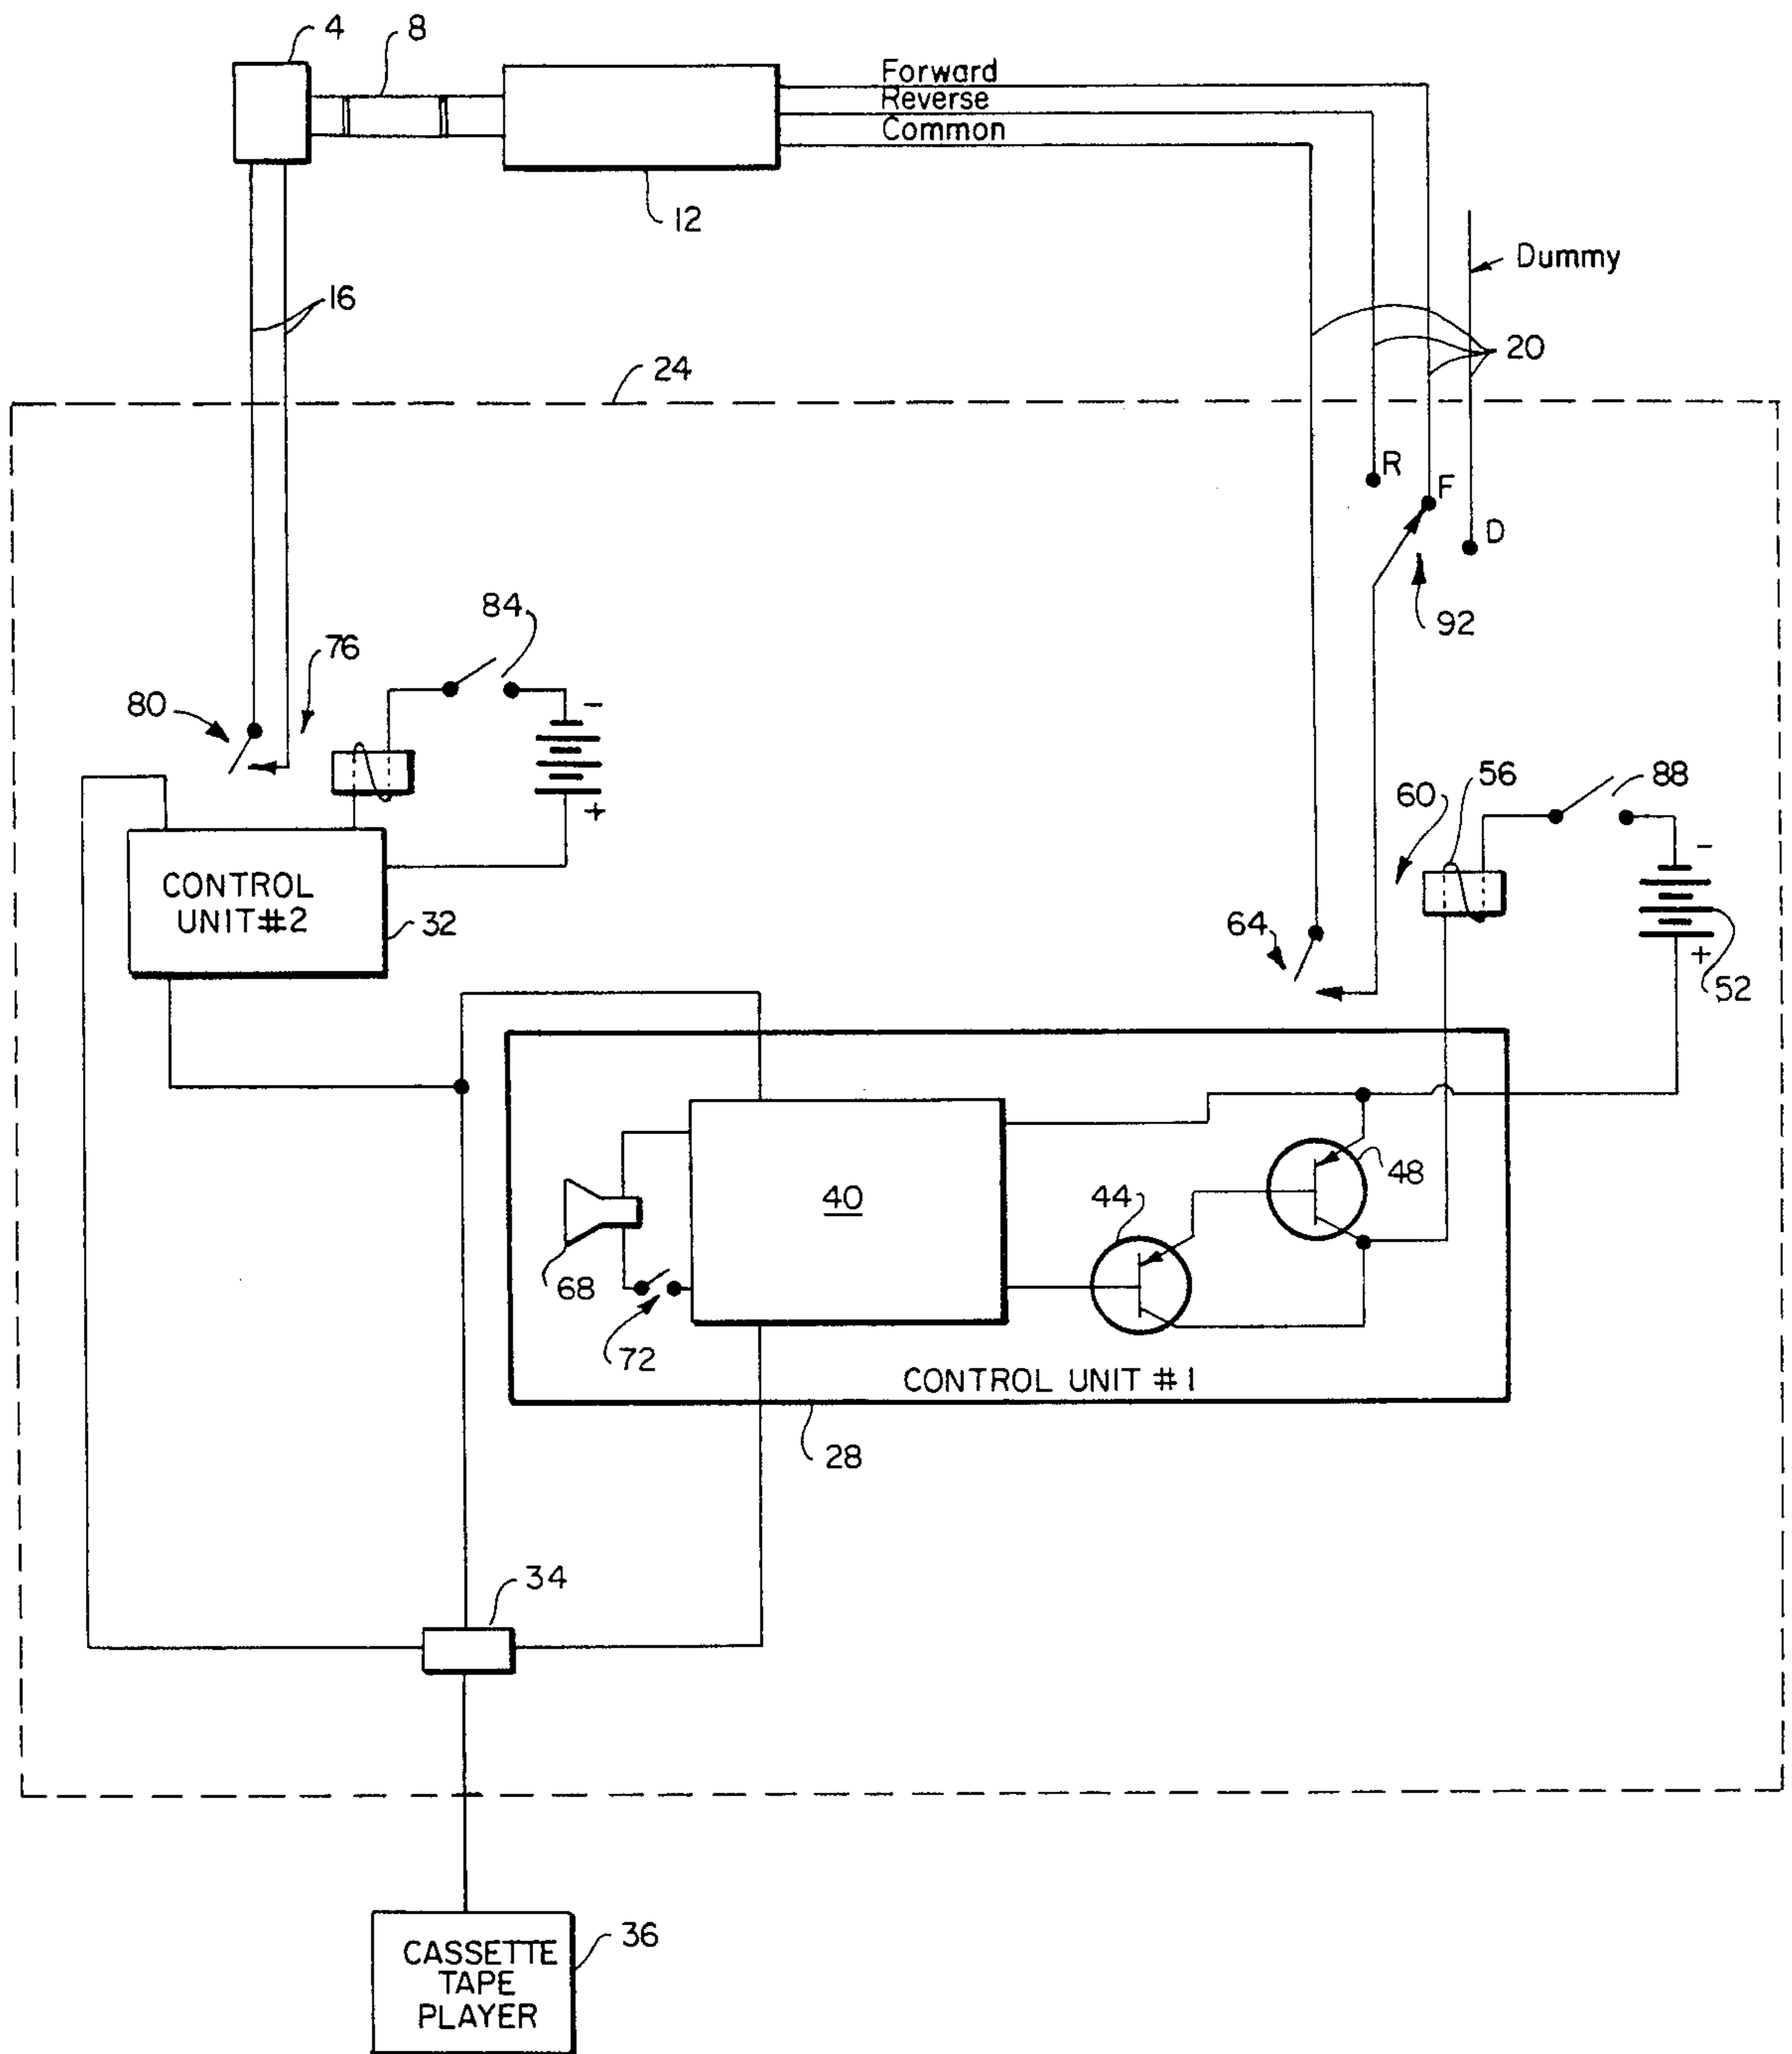 4
8
Forward
Reverse
Common
12
Dummy
16
20
24
R
F
D
92
84
76
80
-
+
56
88
60
-
CONTROL
UNIT #2
32
64
+
52
40
44
48
68
72
CONTROL UNIT #1
28
34
36
CASSETTE
TAPE
PLAYER